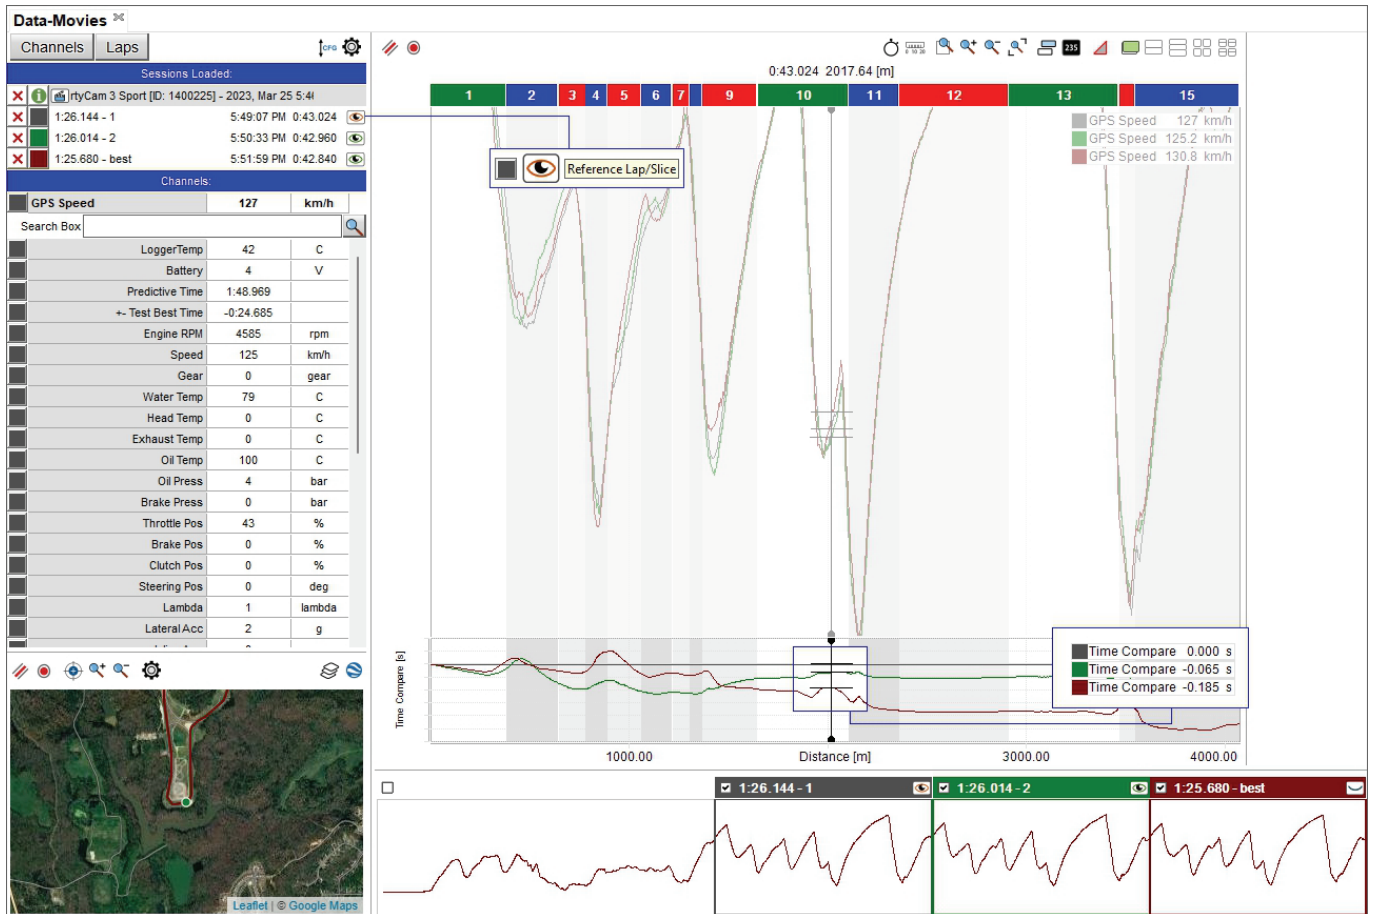 Data-Movies
Channels
Laps
CFG
Sessions Loaded:
rtyCam 3 Sport [ID: 1400225] - 2023, Mar 25 5:4
1:26.144 - 1 5:49:07 PM 0:43.024
1:26.014 - 2 5:50:33 PM 0:42.960
1:25.680 - best 5:51:59 PM 0:42.840
Channels:
GPS Speed 127 km/h
Search Box
LoggerTemp 42 C
Battery 4 V
Predictive Time 1:48.969
+- Test Best Time -0:24.685
Engine RPM 4585 rpm
Speed 125 km/h
Gear 0 gear
Water Temp 79 C
Head Temp 0 C
Exhaust Temp 0 C
Oil Temp 100 C
Oil Press 4 bar
Brake Press 0 bar
Throttle Pos 43 %
Brake Pos 0 %
Clutch Pos 0 %
Steering Pos 0 deg
Lambda 1 lambda
Lateral Acc 2 g
Leaflet | © Google Maps
0 10 20
235
0:43.024 2017.64 [m]
1 2 3 4 5 6 7 9 10 11 12 13 15
GPS Speed 127 km/h
GPS Speed 125.2 km/h
GPS Speed 130.8 km/h
Reference Lap/Slice
Time Compare [s]
Time Compare 0.000 s
Time Compare -0.065 s
Time Compare -0.185 s
1000.00 Distance [m] 3000.00 4000.00
1:26.144 - 1
1:26.014 - 2
1:25.680 - best